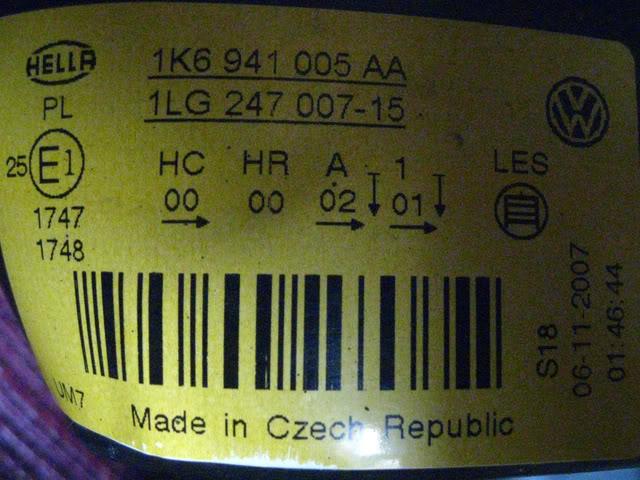 HELLA
1K6 941 005 AA
PL
1LG 247 007-15
25 E1
HC HR A 1 LES
00 00 02 01
1747
1748
S18
06-11-2007
01:46:44
UM7
Made in Czech Republic